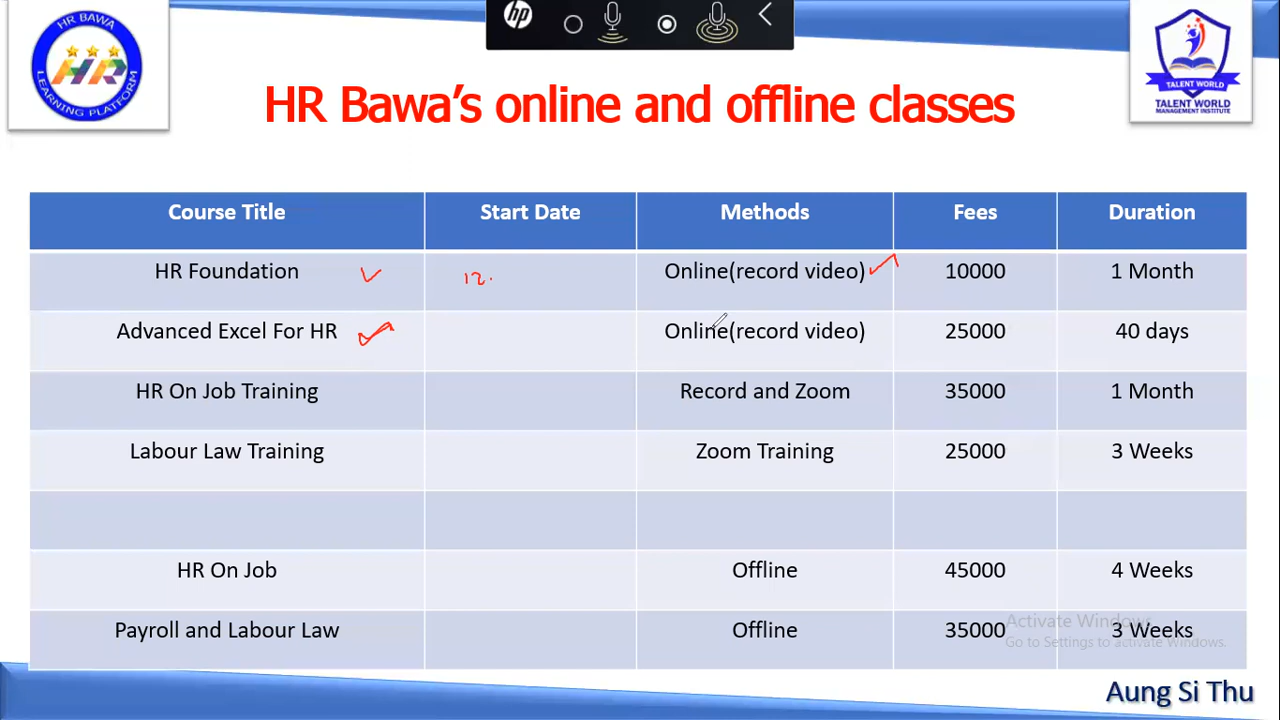 HR BAWA
HR
LEARNING PLATFORM
hp
TALENT WORLD
MANAGEMENT INSTITUTE
HR Bawa's online and offline classes
Course Title Start Date Methods Fees Duration
HR Foundation 12. Online(record video) 10000 1 Month
Advanced Excel For HR Online(record video) 25000 40 days
HR On Job Training Record and Zoom 35000 1 Month
Labour Law Training Zoom Training 25000 3 Weeks
HR On Job Offline 45000 4 Weeks
Payroll and Labour Law Offline 35000 3 Weeks
Activate Windows
Go to Settings to activate Windows.
Aung Si Thu